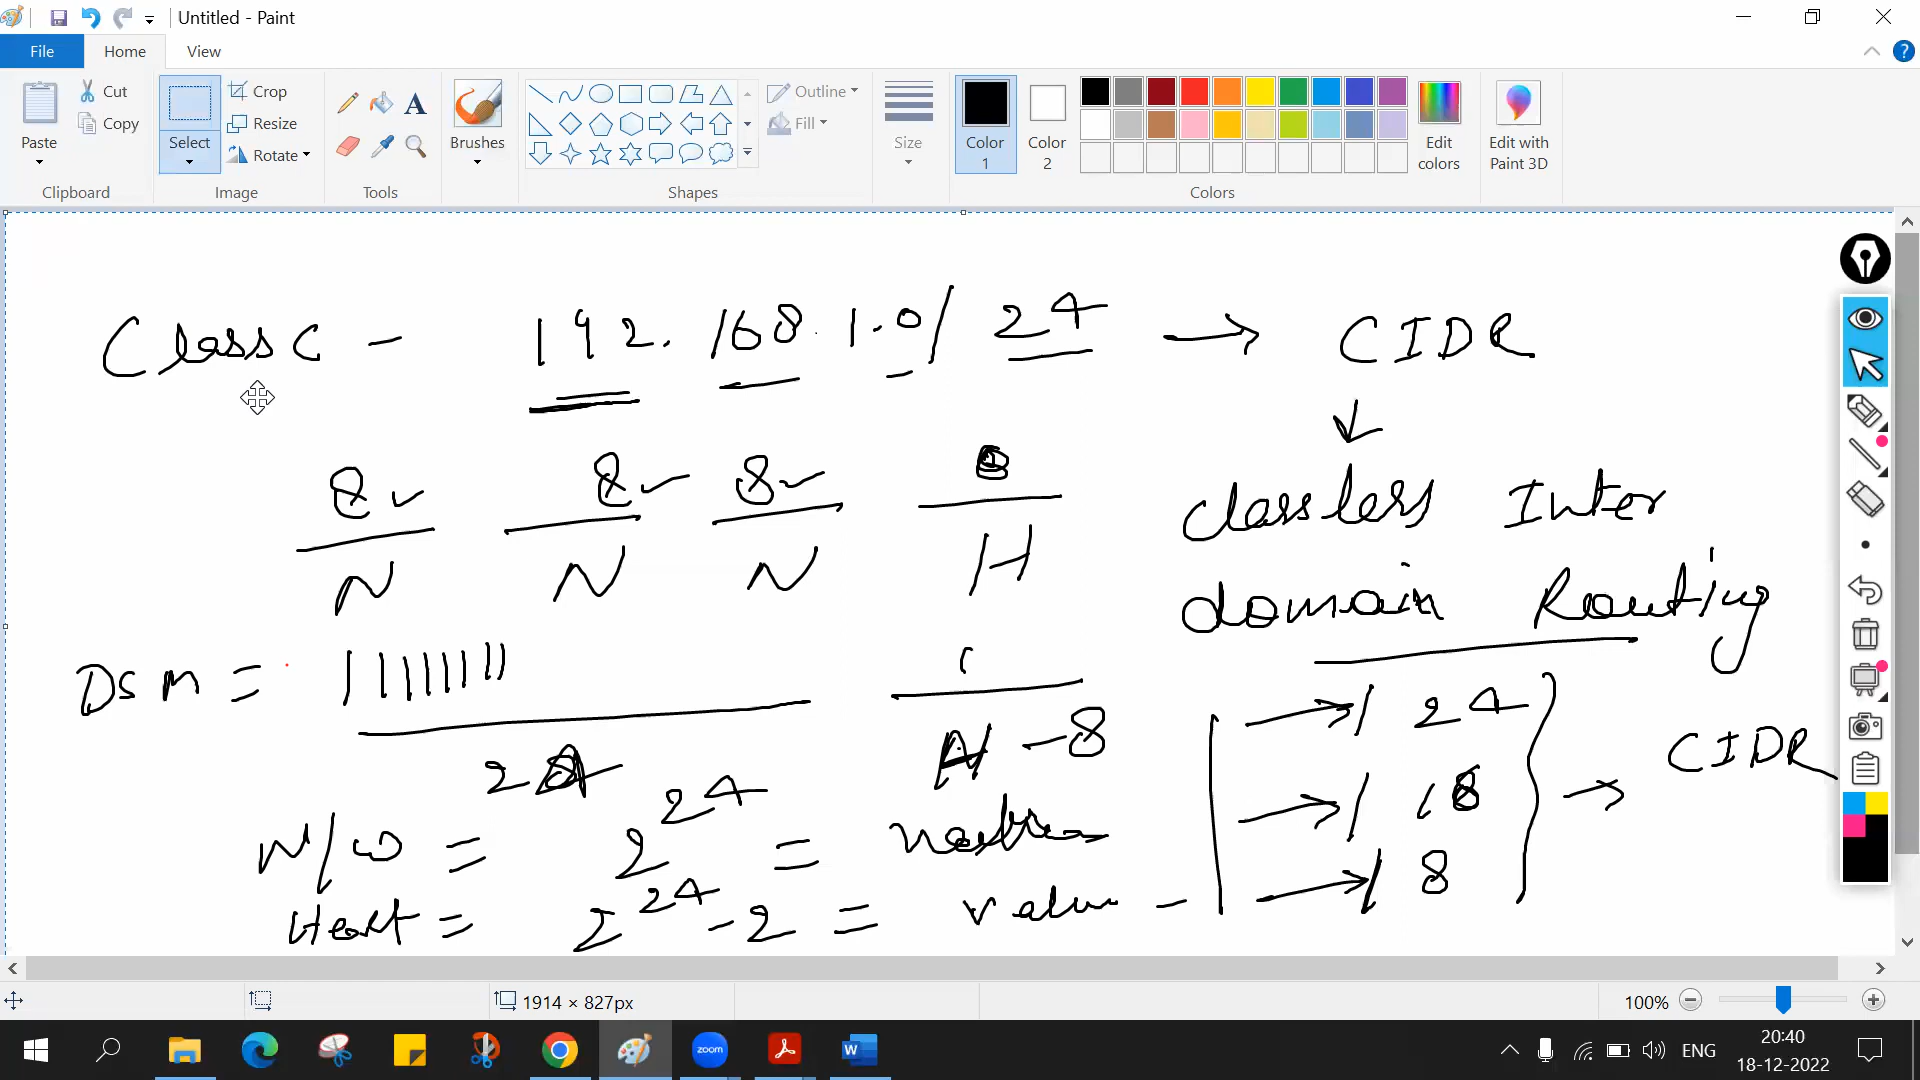 Untitled - Paint
File Home View
Paste
Cut
Copy
Clipboard
Select
Crop
Resize
Rotate
Image
A
Tools
Brushes
Shapes
Outline
Fill
Size
Color 1
Color 2
Edit colors
Colors
Edit with Paint 3D
Class C - 192.168.1.0/24 → CIDR
8 8 8 8
N N N H
classless Inter
domain Routing
DSM = 11111111
24 -8
N/W = 2^24 =
Host = 2^24 - 2 = value -
→ / 24
→ / 18
→ / 8
→ CIDR
1914 × 827px
100%
zoom
W
ENG
20:40
18-12-2022